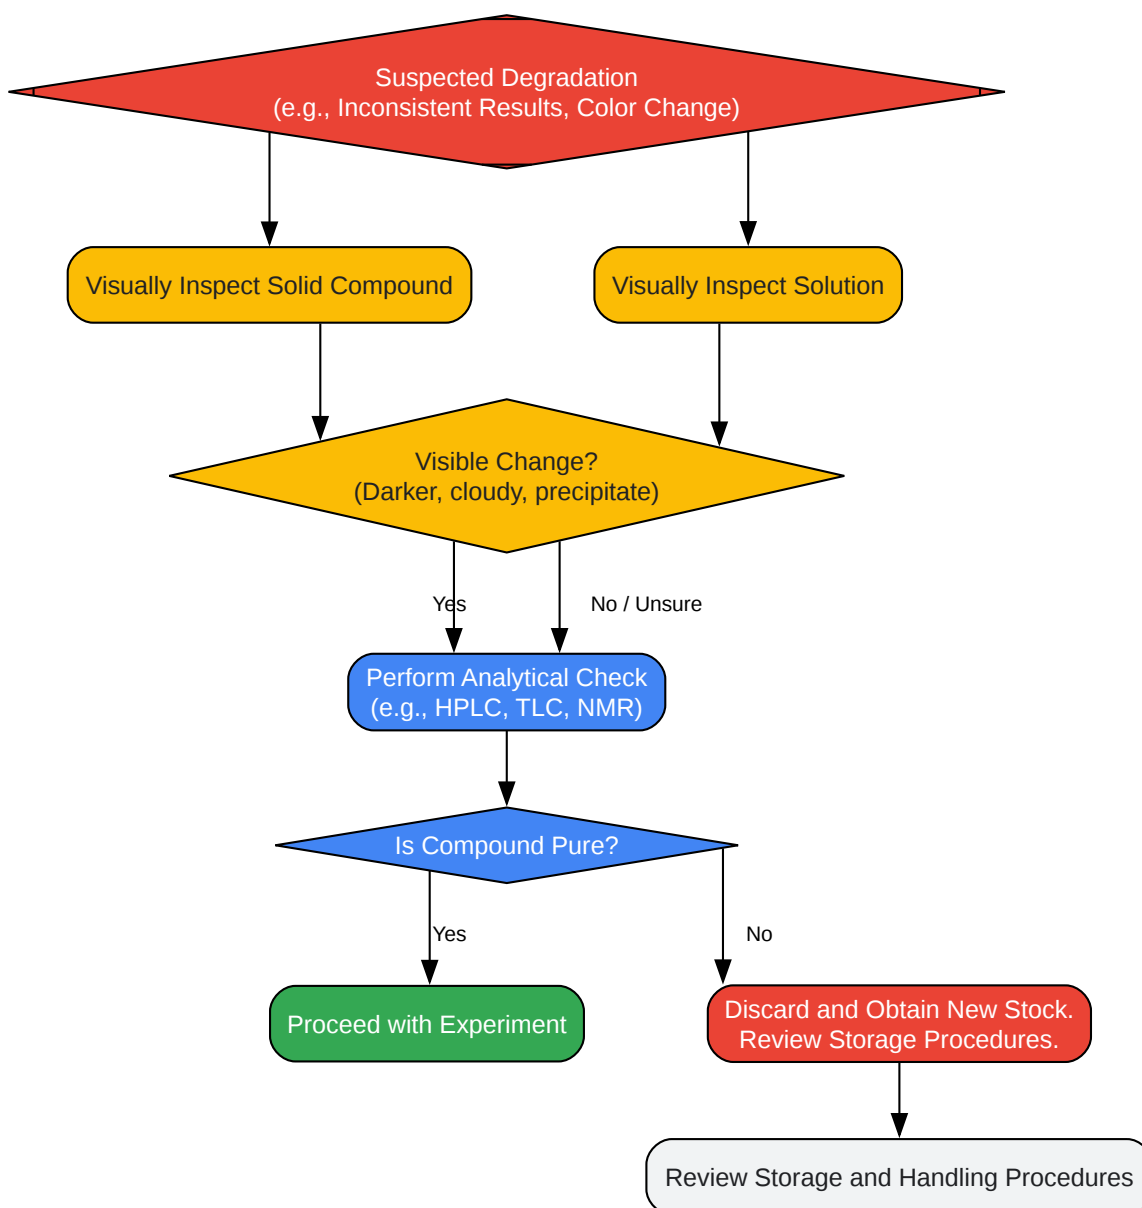 Suspected Degradation
(e.g., Inconsistent Results, Color Change)
Visually Inspect Solid Compound
Visually Inspect Solution
Visible Change?
(Darker, cloudy, precipitate)
Yes
No / Unsure
Perform Analytical Check
(e.g., HPLC, TLC, NMR)
Is Compound Pure?
Yes
No
Proceed with Experiment
Discard and Obtain New Stock.
Review Storage Procedures.
Review Storage and Handling Procedures